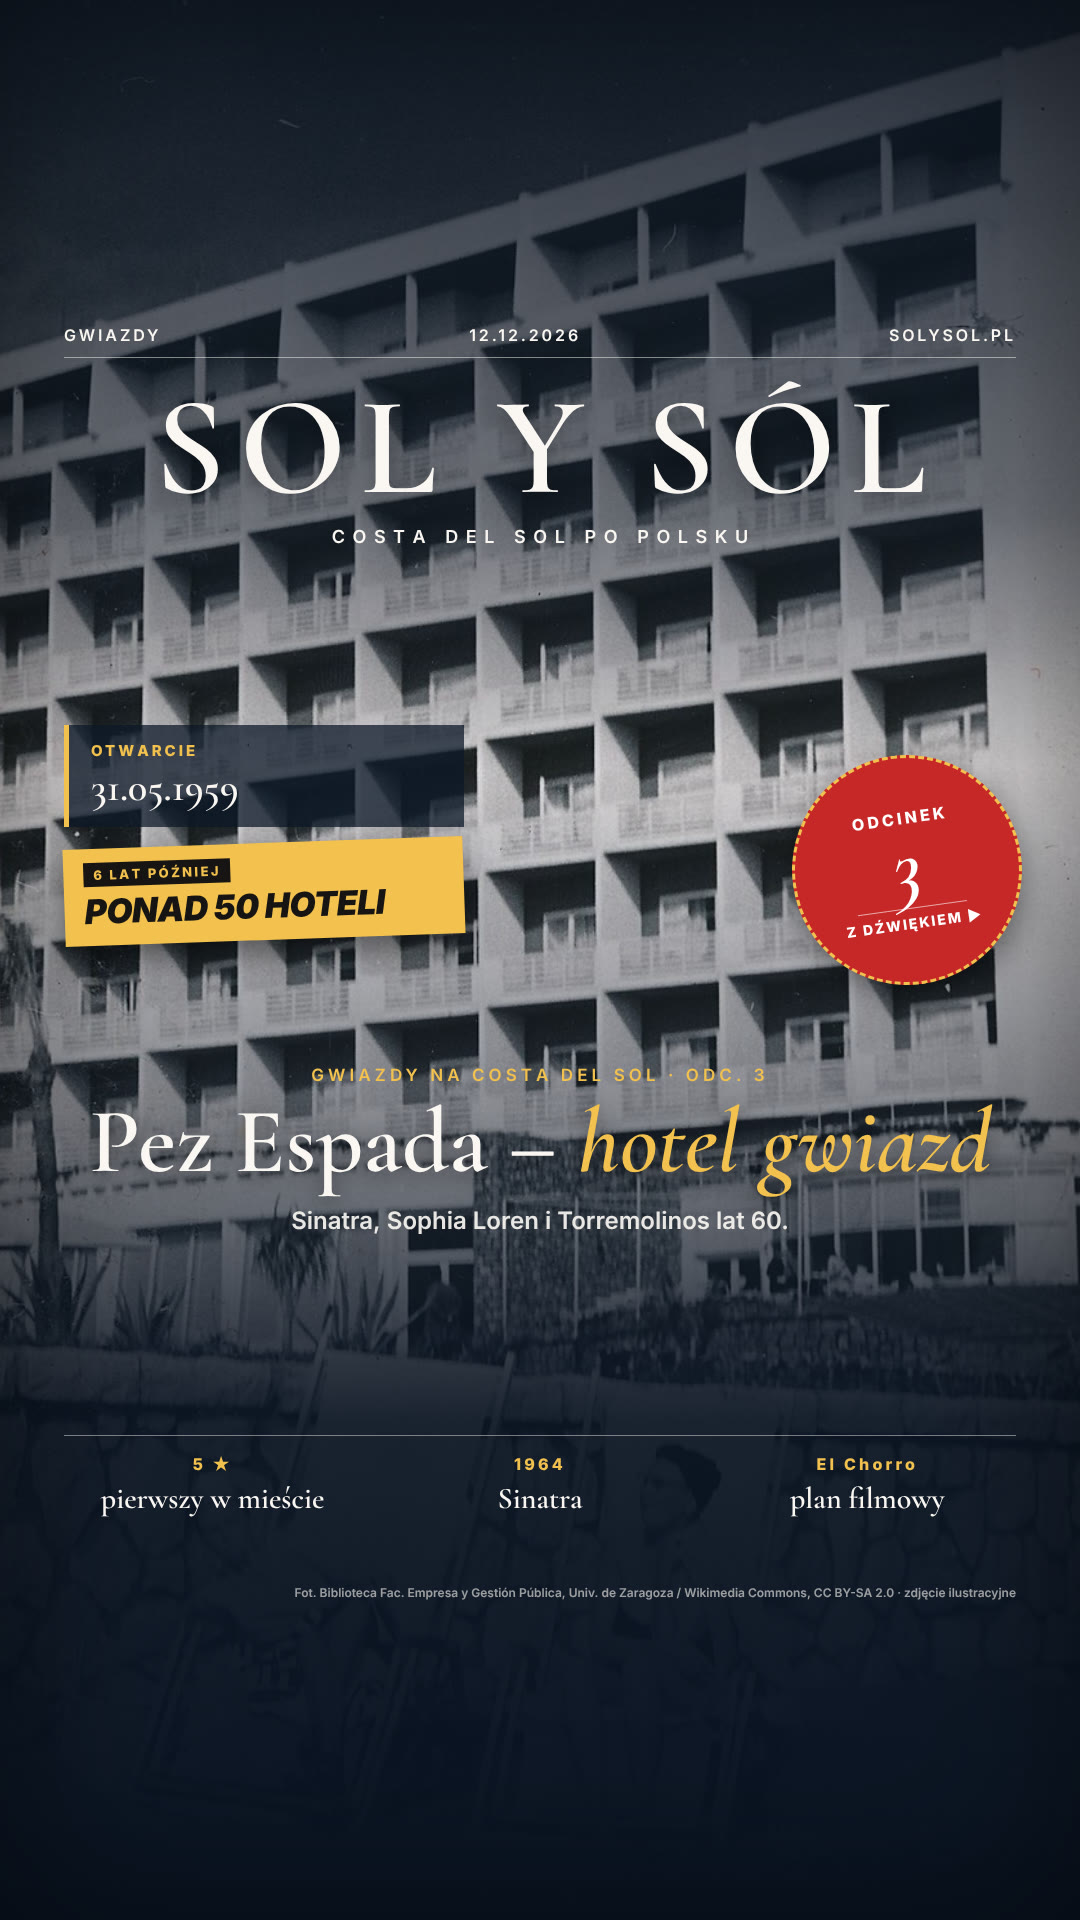 GWIAZDY
12.12.2026
SOLYSOL.PL
SOL Y SÓL
COSTA DEL SOL PO POLSKU
OTWARCIE
31.05.1959
6 LAT PÓŹNIEJ
PONAD 50 HOTELI
ODCINEK
3
Z DŹWIĘKIEM ▶
GWIAZDY NA COSTA DEL SOL · ODC. 3
Pez Espada — hotel gwiazd
Sinatra, Sophia Loren i Torremolinos lat 60.
5 ★
pierwszy w mieście
1964
Sinatra
El Chorro
plan filmowy
Fot. Biblioteca Fac. Empresa y Gestión Pública, Univ. de Zaragoza / Wikimedia Commons, CC BY-SA 2.0 · zdjęcie ilustracyjne